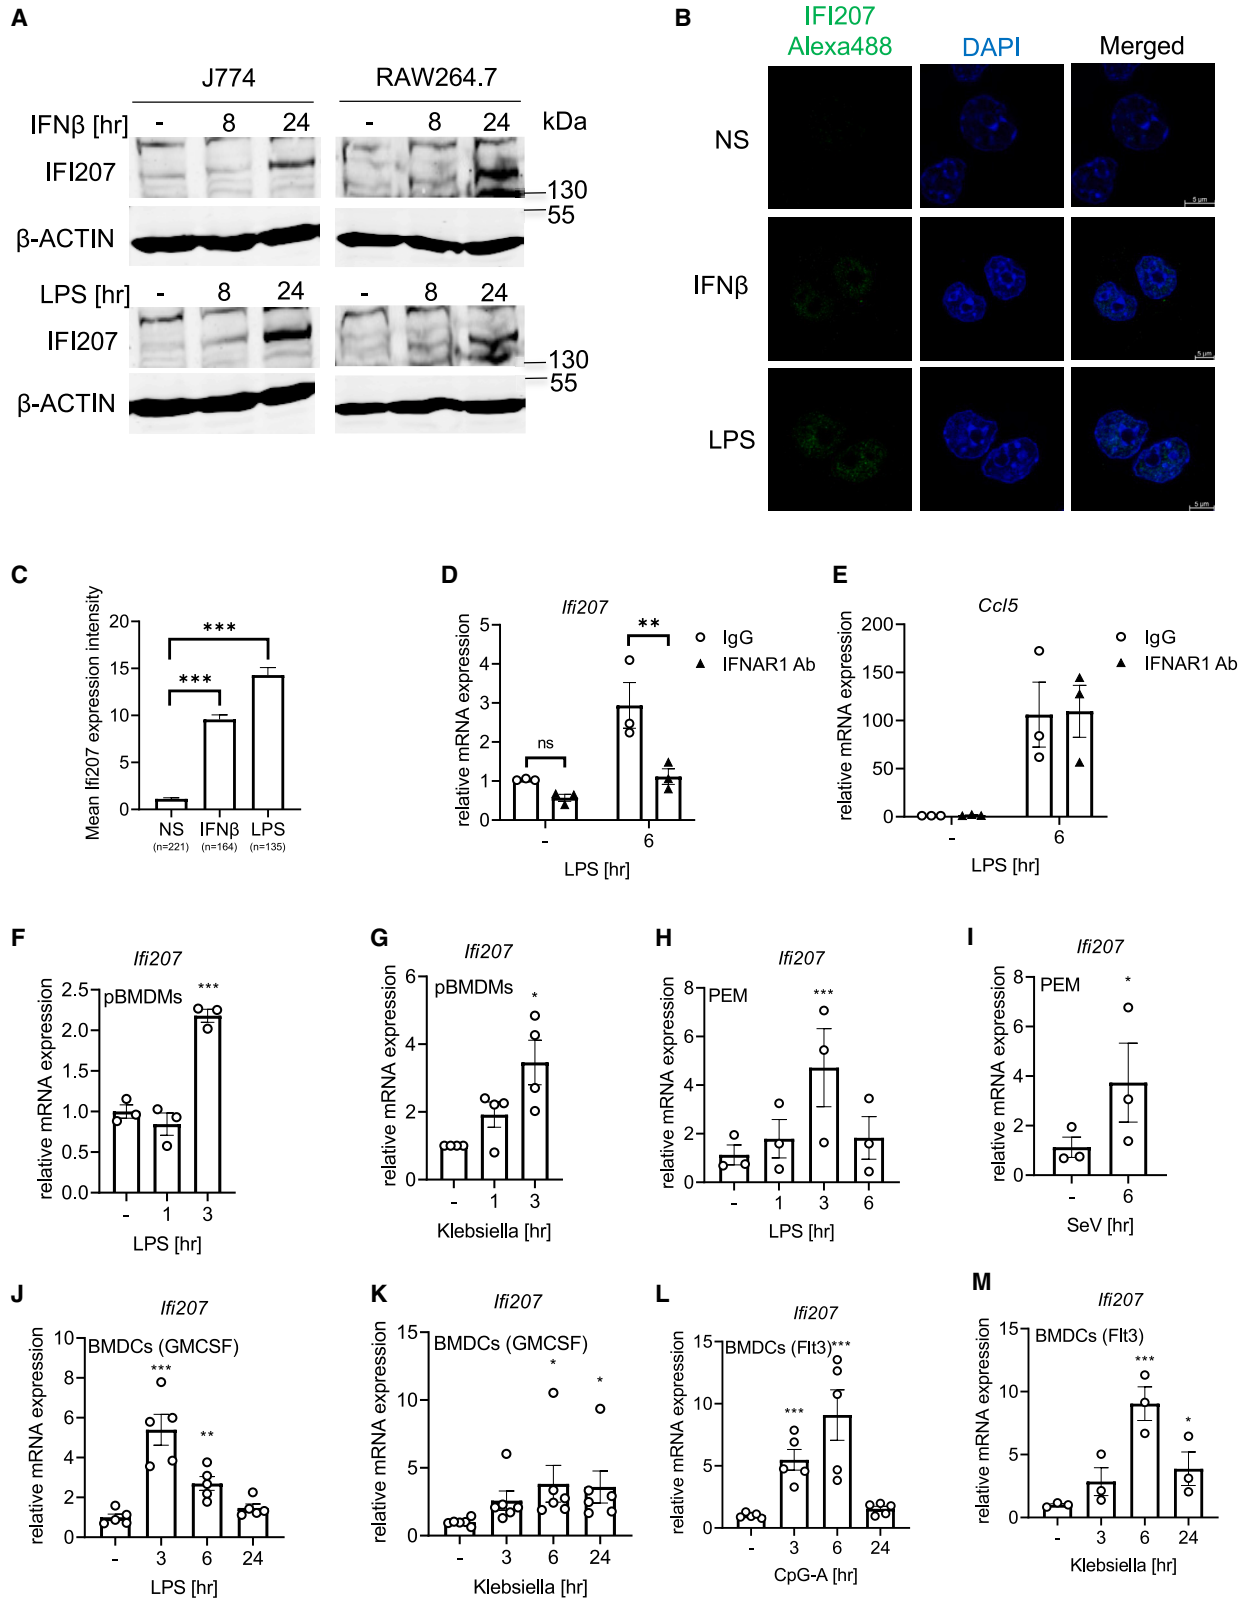 A
J774 RAW264.7
IFNβ [hr] - 8 24 - 8 24 kDa
IFI207
130
55
β-ACTIN
LPS [hr] - 8 24 - 8 24
IFI207
130
55
β-ACTIN
B
IFI207
Alexa488 DAPI Merged
NS
5 µm
IFNβ
5 µm
LPS
5 µm
C
Mean Ifi207 expression intensity
20
15
10
5
0
***
***
NS IFNβ LPS
(n=221) (n=164) (n=135)
D
Ifi207
relative mRNA expression
5
4
3
2
1
0
ns
**
IgG
IFNAR1 Ab
- 6
LPS [hr]
E
Ccl5
relative mRNA expression
200
150
100
50
0
IgG
IFNAR1 Ab
- 6
LPS [hr]
F
Ifi207
pBMDMs
relative mRNA expression
2.5
2.0
1.5
1.0
0.5
0.0
***
- 1 3
LPS [hr]
G
Ifi207
pBMDMs
relative mRNA expression
6
4
2
0
*
- 1 3
Klebsiella [hr]
H
Ifi207
PEM
relative mRNA expression
8
6
4
2
0
***
- 1 3 6
LPS [hr]
I
Ifi207
PEM
relative mRNA expression
8
6
4
2
0
*
- 6
SeV [hr]
J
Ifi207
BMDCs (GMCSF)
relative mRNA expression
10
8
6
4
2
0
***
**
- 3 6 24
LPS [hr]
K
Ifi207
BMDCs (GMCSF)
relative mRNA expression
15
10
5
0
*
*
- 3 6 24
Klebsiella [hr]
L
Ifi207
BMDCs (Flt3)
relative mRNA expression
15
10
5
0
***
***
- 3 6 24
CpG-A [hr]
M
Ifi207
BMDCs (Flt3)
relative mRNA expression
15
10
5
0
***
*
- 3 6 24
Klebsiella [hr]